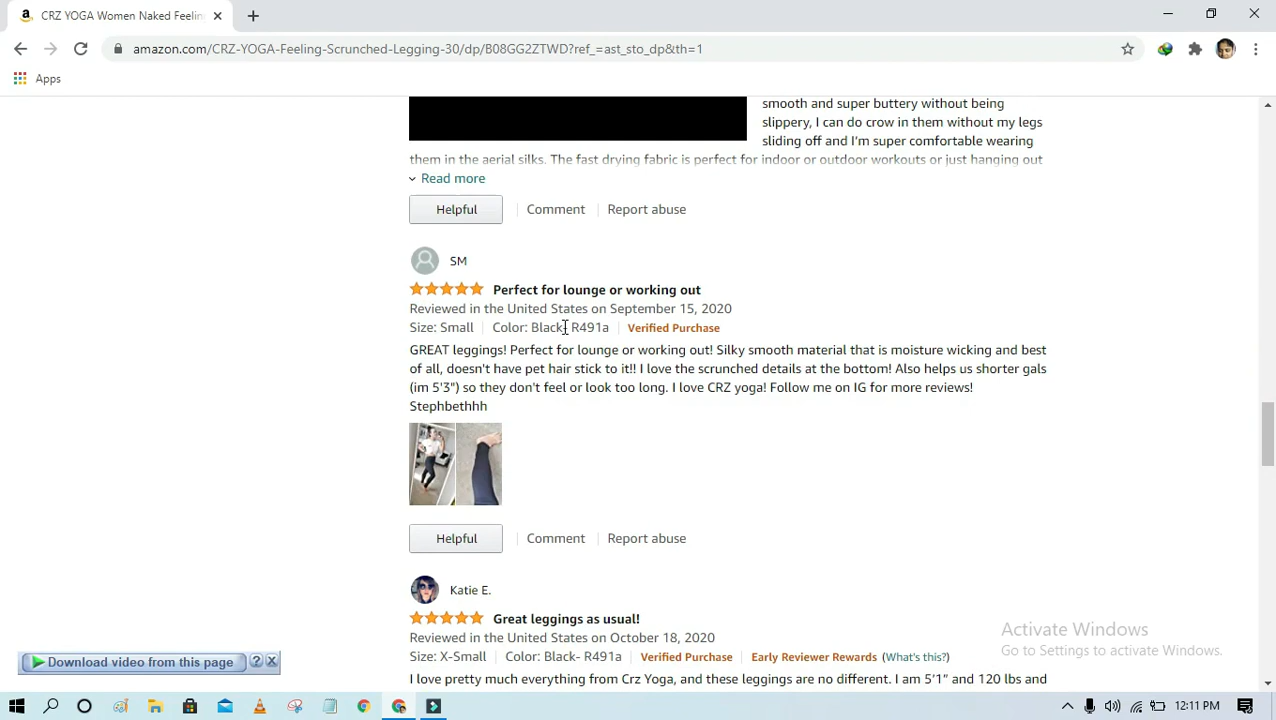 CRZ YOGA Women Naked Feelin
amazon.com/CRZ-YOGA-Feeling-Scrunched-Legging-30/dp/B08GG2ZTWD?ref_=ast_sto_dp&th=1
Apps
smooth and super buttery without being
slippery, I can do crow in them without my legs
sliding off and I'm super comfortable wearing
them in the aerial silks. The fast drying fabric is perfect for indoor or outdoor workouts or just hanging out
Read more
Helpful
Comment
Report abuse
SM
Perfect for lounge or working out
Reviewed in the United States on September 15, 2020
Size: Small
Color: Black- R491a
Verified Purchase
GREAT leggings! Perfect for lounge or working out! Silky smooth material that is moisture wicking and best
of all, doesn't have pet hair stick to it!! I love the scrunched details at the bottom! Also helps us shorter gals
(im 5'3") so they don't feel or look too long. I love CRZ yoga! Follow me on IG for more reviews!
Stephbethhh
Helpful
Comment
Report abuse
Katie E.
Great leggings as usual!
Reviewed in the United States on October 18, 2020
Size: X-Small
Color: Black- R491a
Verified Purchase
Early Reviewer Rewards (What's this?)
I love pretty much everything from Crz Yoga, and these leggings are no different. I am 5'1" and 120 lbs and
Activate Windows
Go to Settings to activate Windows.
Download video from this page
?
12:11 PM